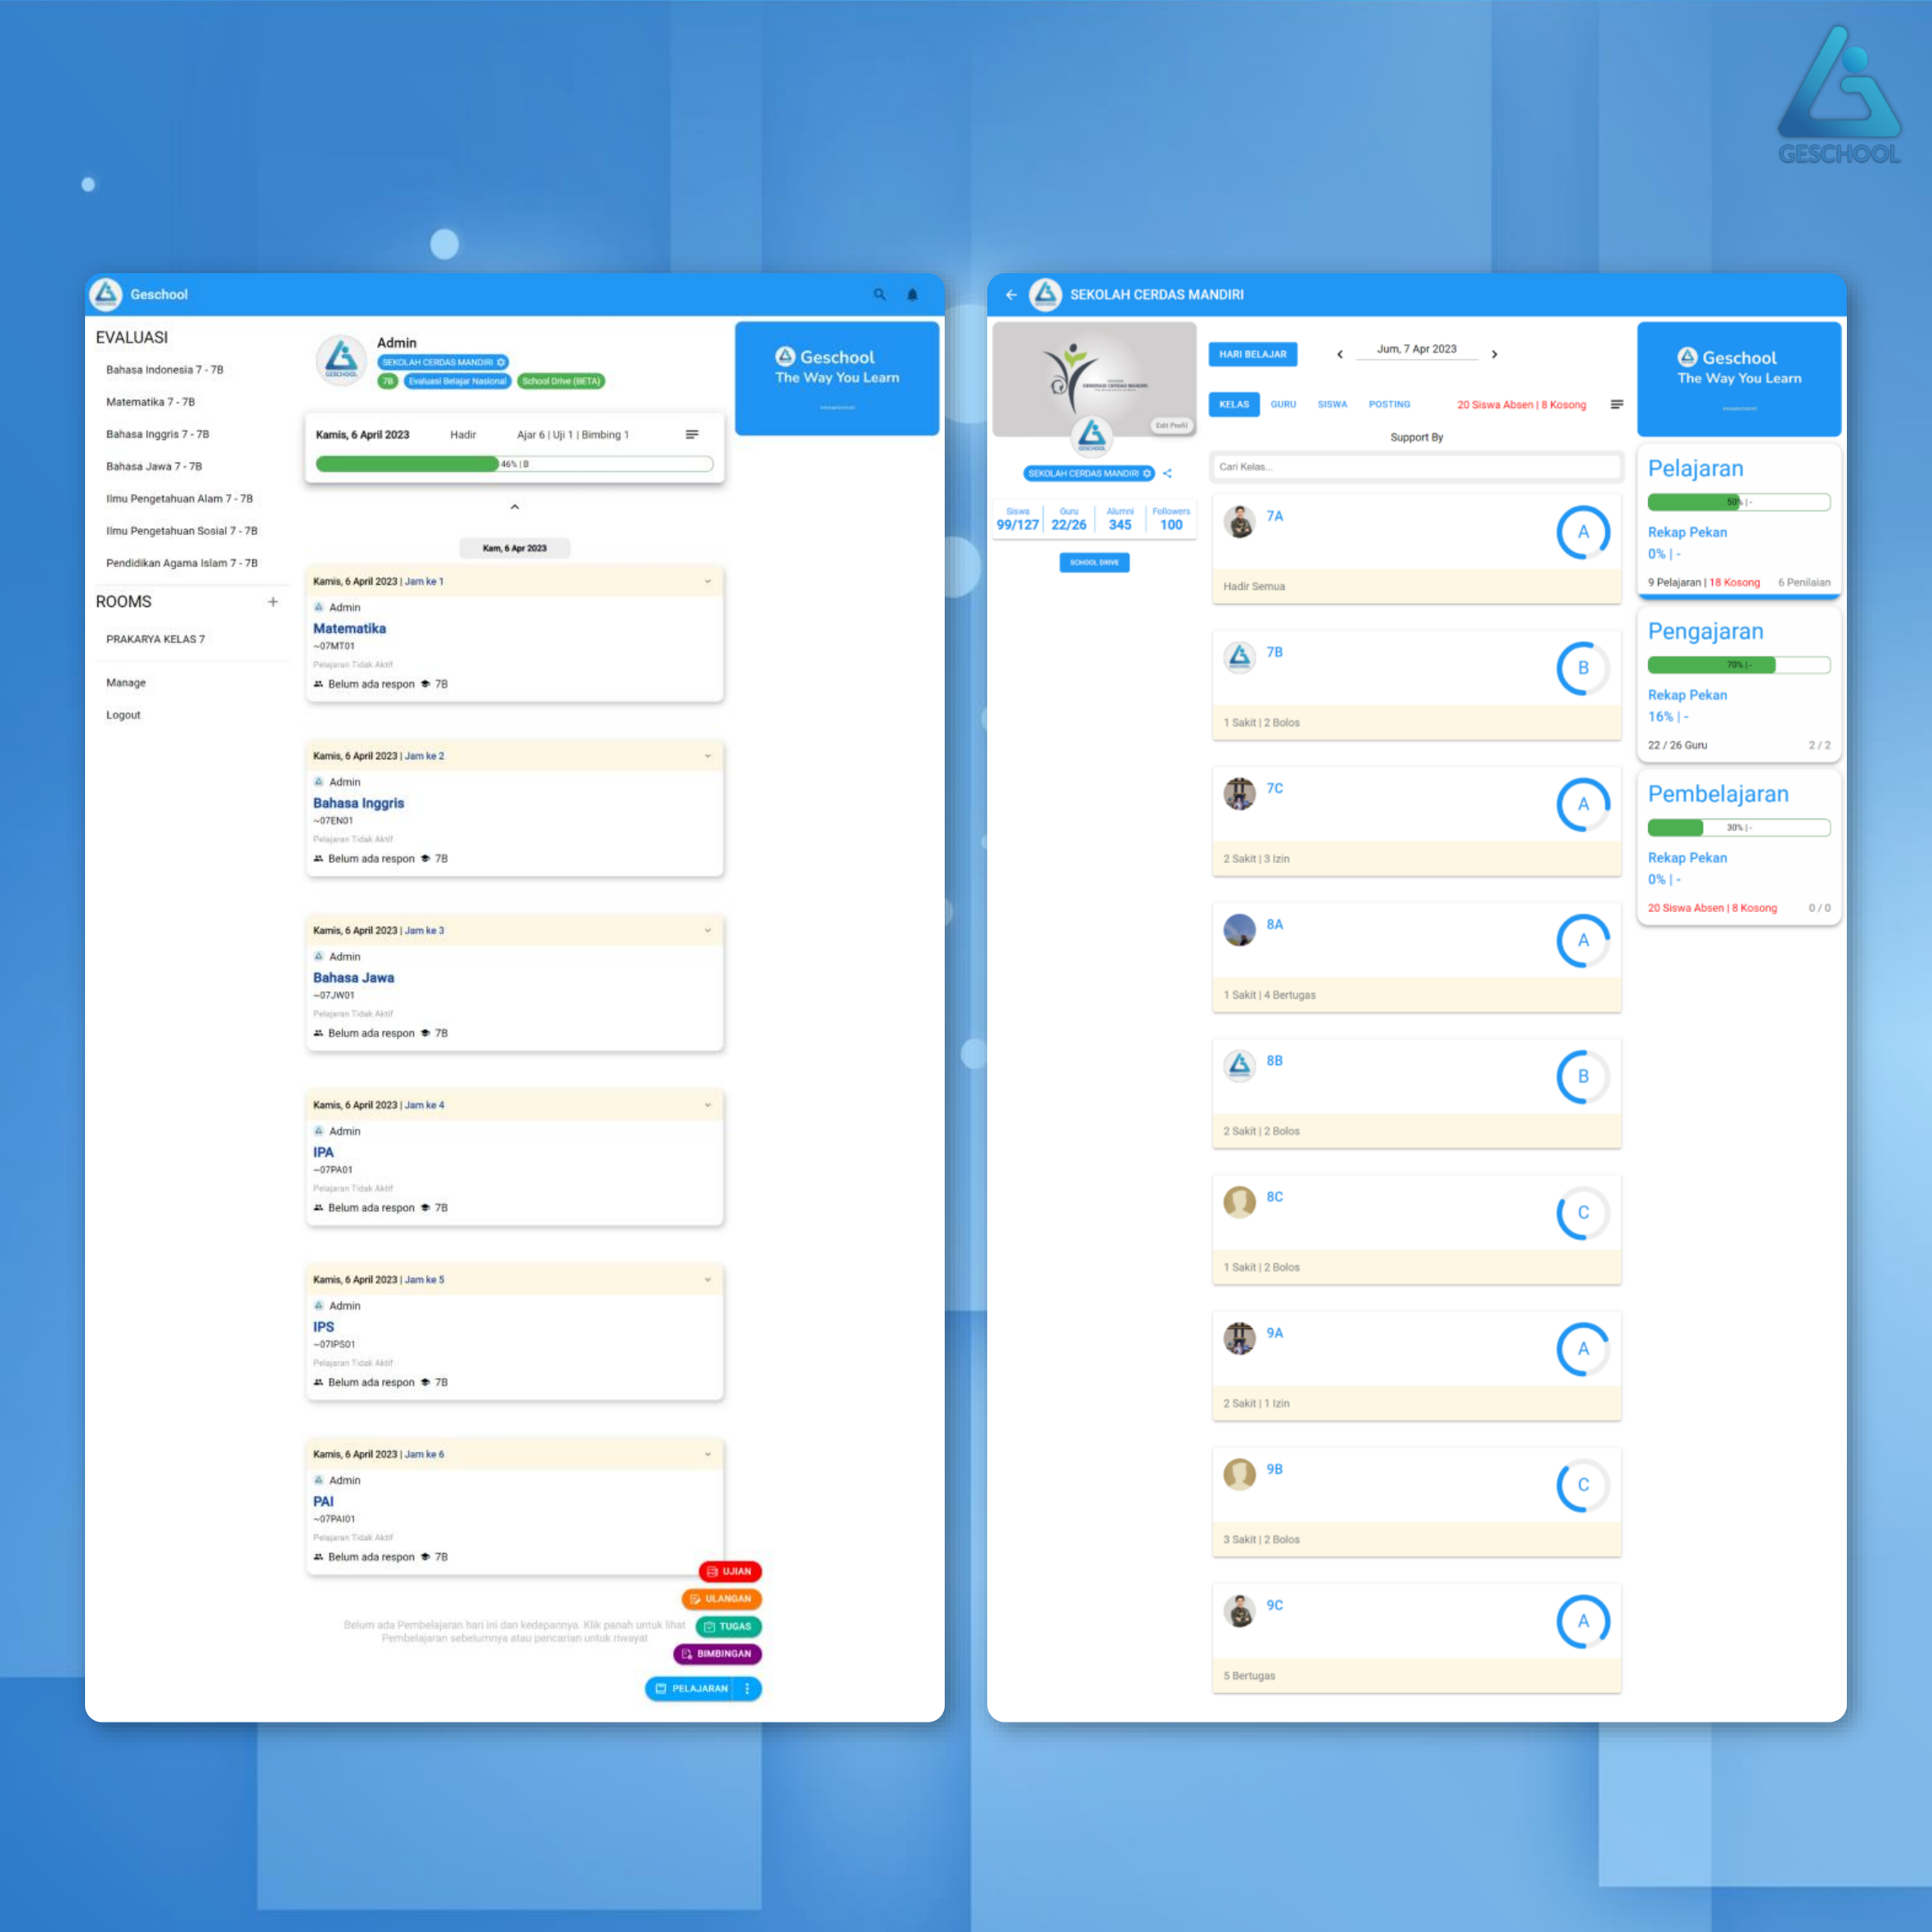 GESCHOOL
Geschool
EVALUASI
Bahasa Indonesia 7 - 7B
Matematika 7 - 7B
Bahasa Inggris 7 - 7B
Bahasa Jawa 7 - 7B
Ilmu Pengetahuan Alam 7 - 7B
Ilmu Pengetahuan Sosial 7 - 7B
Pendidikan Agama Islam 7 - 7B
ROOMS +
PRAKARYA KELAS 7
Manage
Logout
GESCHOOL
Admin
SEKOLAH CERDAS MANDIRI
7B Evaluasi Belajar Nasional School Drive (BETA)
Kamis, 6 April 2023 Hadir Ajar 6 | Uji 1 | Bimbing 1
46% | B
Kam, 6 Apr 2023
Kamis, 6 April 2023 | Jam ke 1
Admin
Matematika
~07MT01
Pelajaran Tidak Aktif
Belum ada respon 7B
Kamis, 6 April 2023 | Jam ke 2
Admin
Bahasa Inggris
~07EN01
Pelajaran Tidak Aktif
Belum ada respon 7B
Kamis, 6 April 2023 | Jam ke 3
Admin
Bahasa Jawa
~07JW01
Pelajaran Tidak Aktif
Belum ada respon 7B
Kamis, 6 April 2023 | Jam ke 4
Admin
IPA
~07PA01
Pelajaran Tidak Aktif
Belum ada respon 7B
Kamis, 6 April 2023 | Jam ke 5
Admin
IPS
~07IPS01
Pelajaran Tidak Aktif
Belum ada respon 7B
Kamis, 6 April 2023 | Jam ke 6
Admin
PAI
~07PAI01
Pelajaran Tidak Aktif
Belum ada respon 7B
Belum ada Pembelajaran hari ini dan kedepannya. Klik panah untuk lihat
Pembelajaran sebelumnya atau pencarian untuk riwayat
UJIAN
ULANGAN
TUGAS
BIMBINGAN
PELAJARAN
Geschool
The Way You Learn
SEKOLAH CERDAS MANDIRI
GENERASI CERDAS MANDIRI
Edit Profil
GESCHOOL
SEKOLAH CERDAS MANDIRI
Siswa Guru Alumni Followers
99/127 22/26 345 100
SCHOOL DRIVE
HARI BELAJAR Jum, 7 Apr 2023
KELAS GURU SISWA POSTING 20 Siswa Absen | 8 Kosong
Support By
Cari Kelas...
7A A
Hadir Semua
7B B
1 Sakit | 2 Bolos
7C A
2 Sakit | 3 Izin
8A A
1 Sakit | 4 Bertugas
8B B
2 Sakit | 2 Bolos
8C C
1 Sakit | 2 Bolos
9A A
2 Sakit | 1 Izin
9B C
3 Sakit | 2 Bolos
9C A
5 Bertugas
Geschool
The Way You Learn
Pelajaran
50% | -
Rekap Pekan
0% | -
9 Pelajaran | 18 Kosong 6 Penilaian
Pengajaran
70% | -
Rekap Pekan
16% | -
22 / 26 Guru 2 / 2
Pembelajaran
30% | -
Rekap Pekan
0% | -
20 Siswa Absen | 8 Kosong 0 / 0